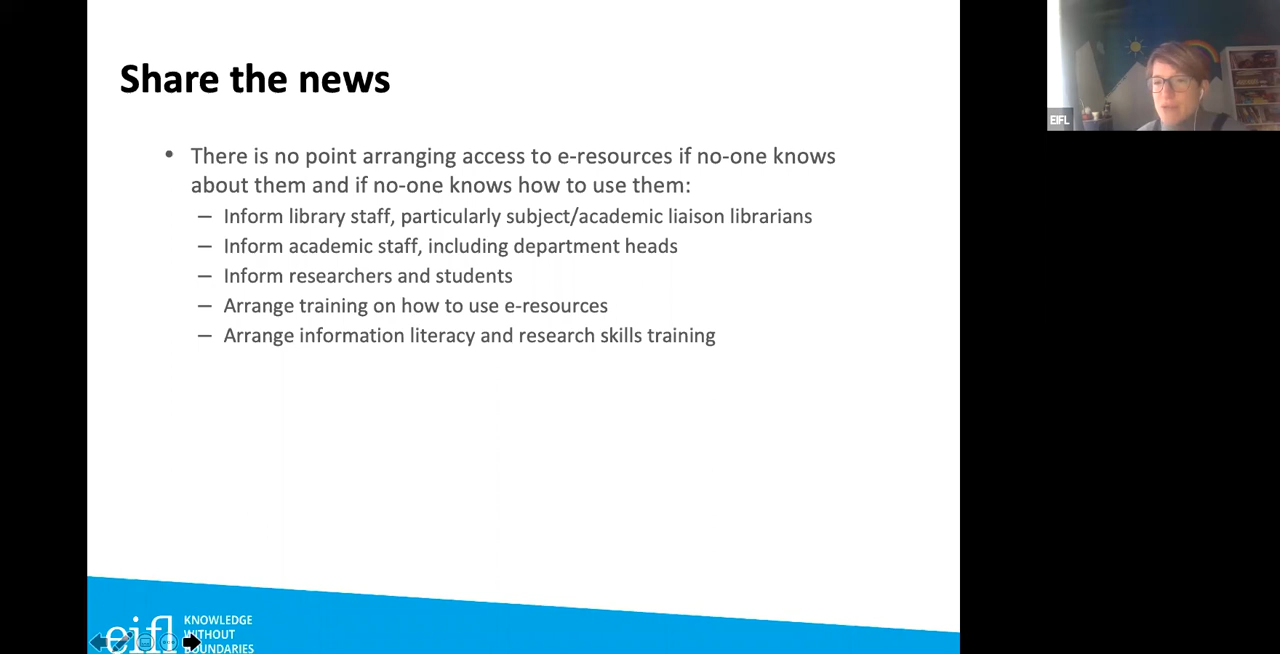 Share the news
• There is no point arranging access to e-resources if no-one knows
about them and if no-one knows how to use them:
– Inform library staff, particularly subject/academic liaison librarians
– Inform academic staff, including department heads
– Inform researchers and students
– Arrange training on how to use e-resources
– Arrange information literacy and research skills training
EIFL
eifl
KNOWLEDGE
WITHOUT
BOUNDARIES